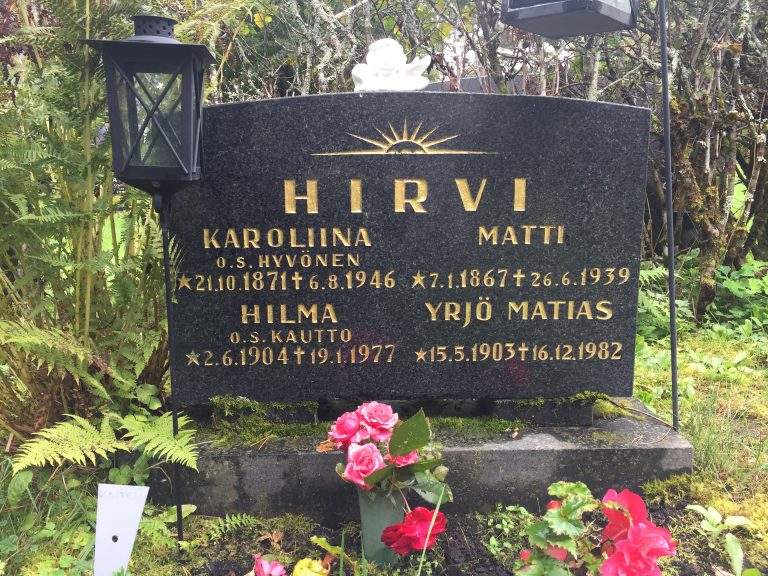 HIRVI
KAROLIINA MATTI
O.S. HYVÖNEN
★21.10.1871✝6.8.1946 ★7.1.1867✝26.6.1939
HILMA YRJÖ MATIAS
O.S. KAUTTO
★2.6.1904✝19.1.1977 ★15.5.1903✝16.12.1982